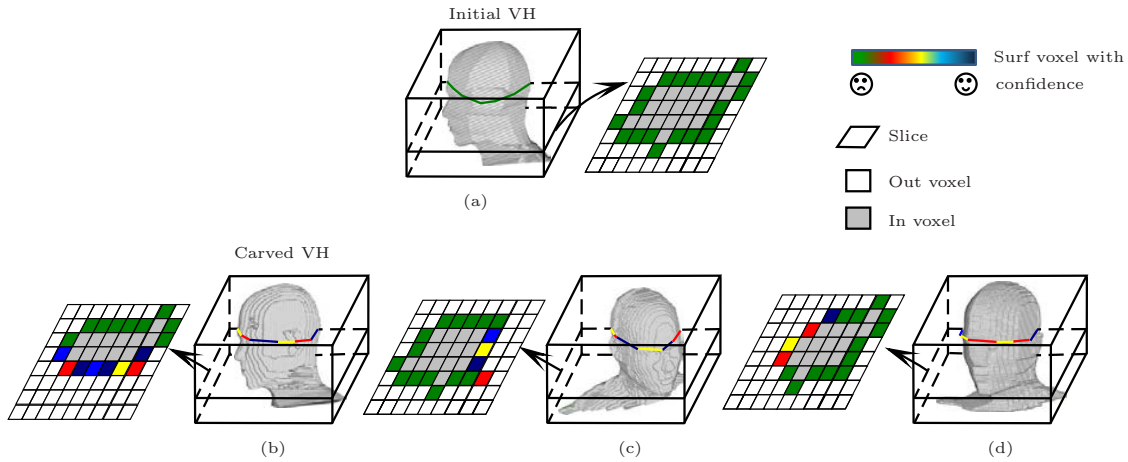 Initial VH
Surf voxel with
confidence
Slice
(a)
Out voxel
In voxel
Carved VH
(b)
(c)
(d)